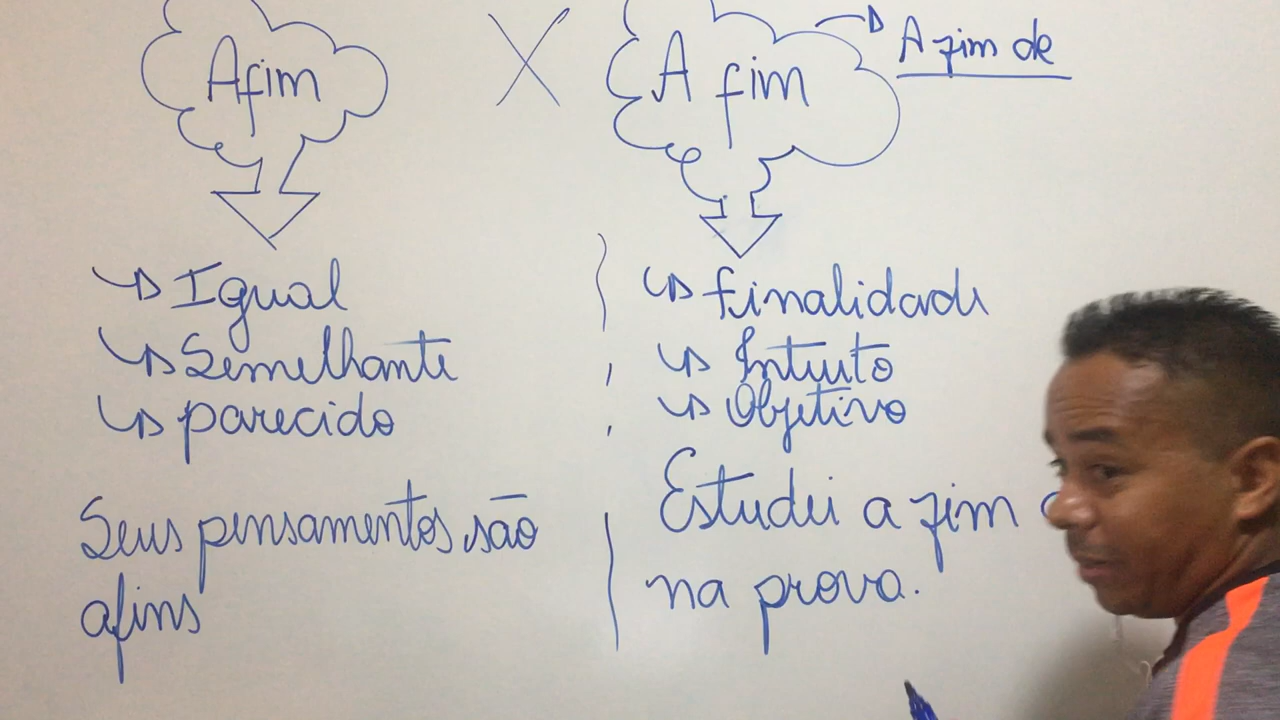 Afim X A fim A fim de
Igual
Semelhante
parecido
Seus pensamentos são
afins
finalidade
Intuito
Objetivo
Estudei a fim
na prova.